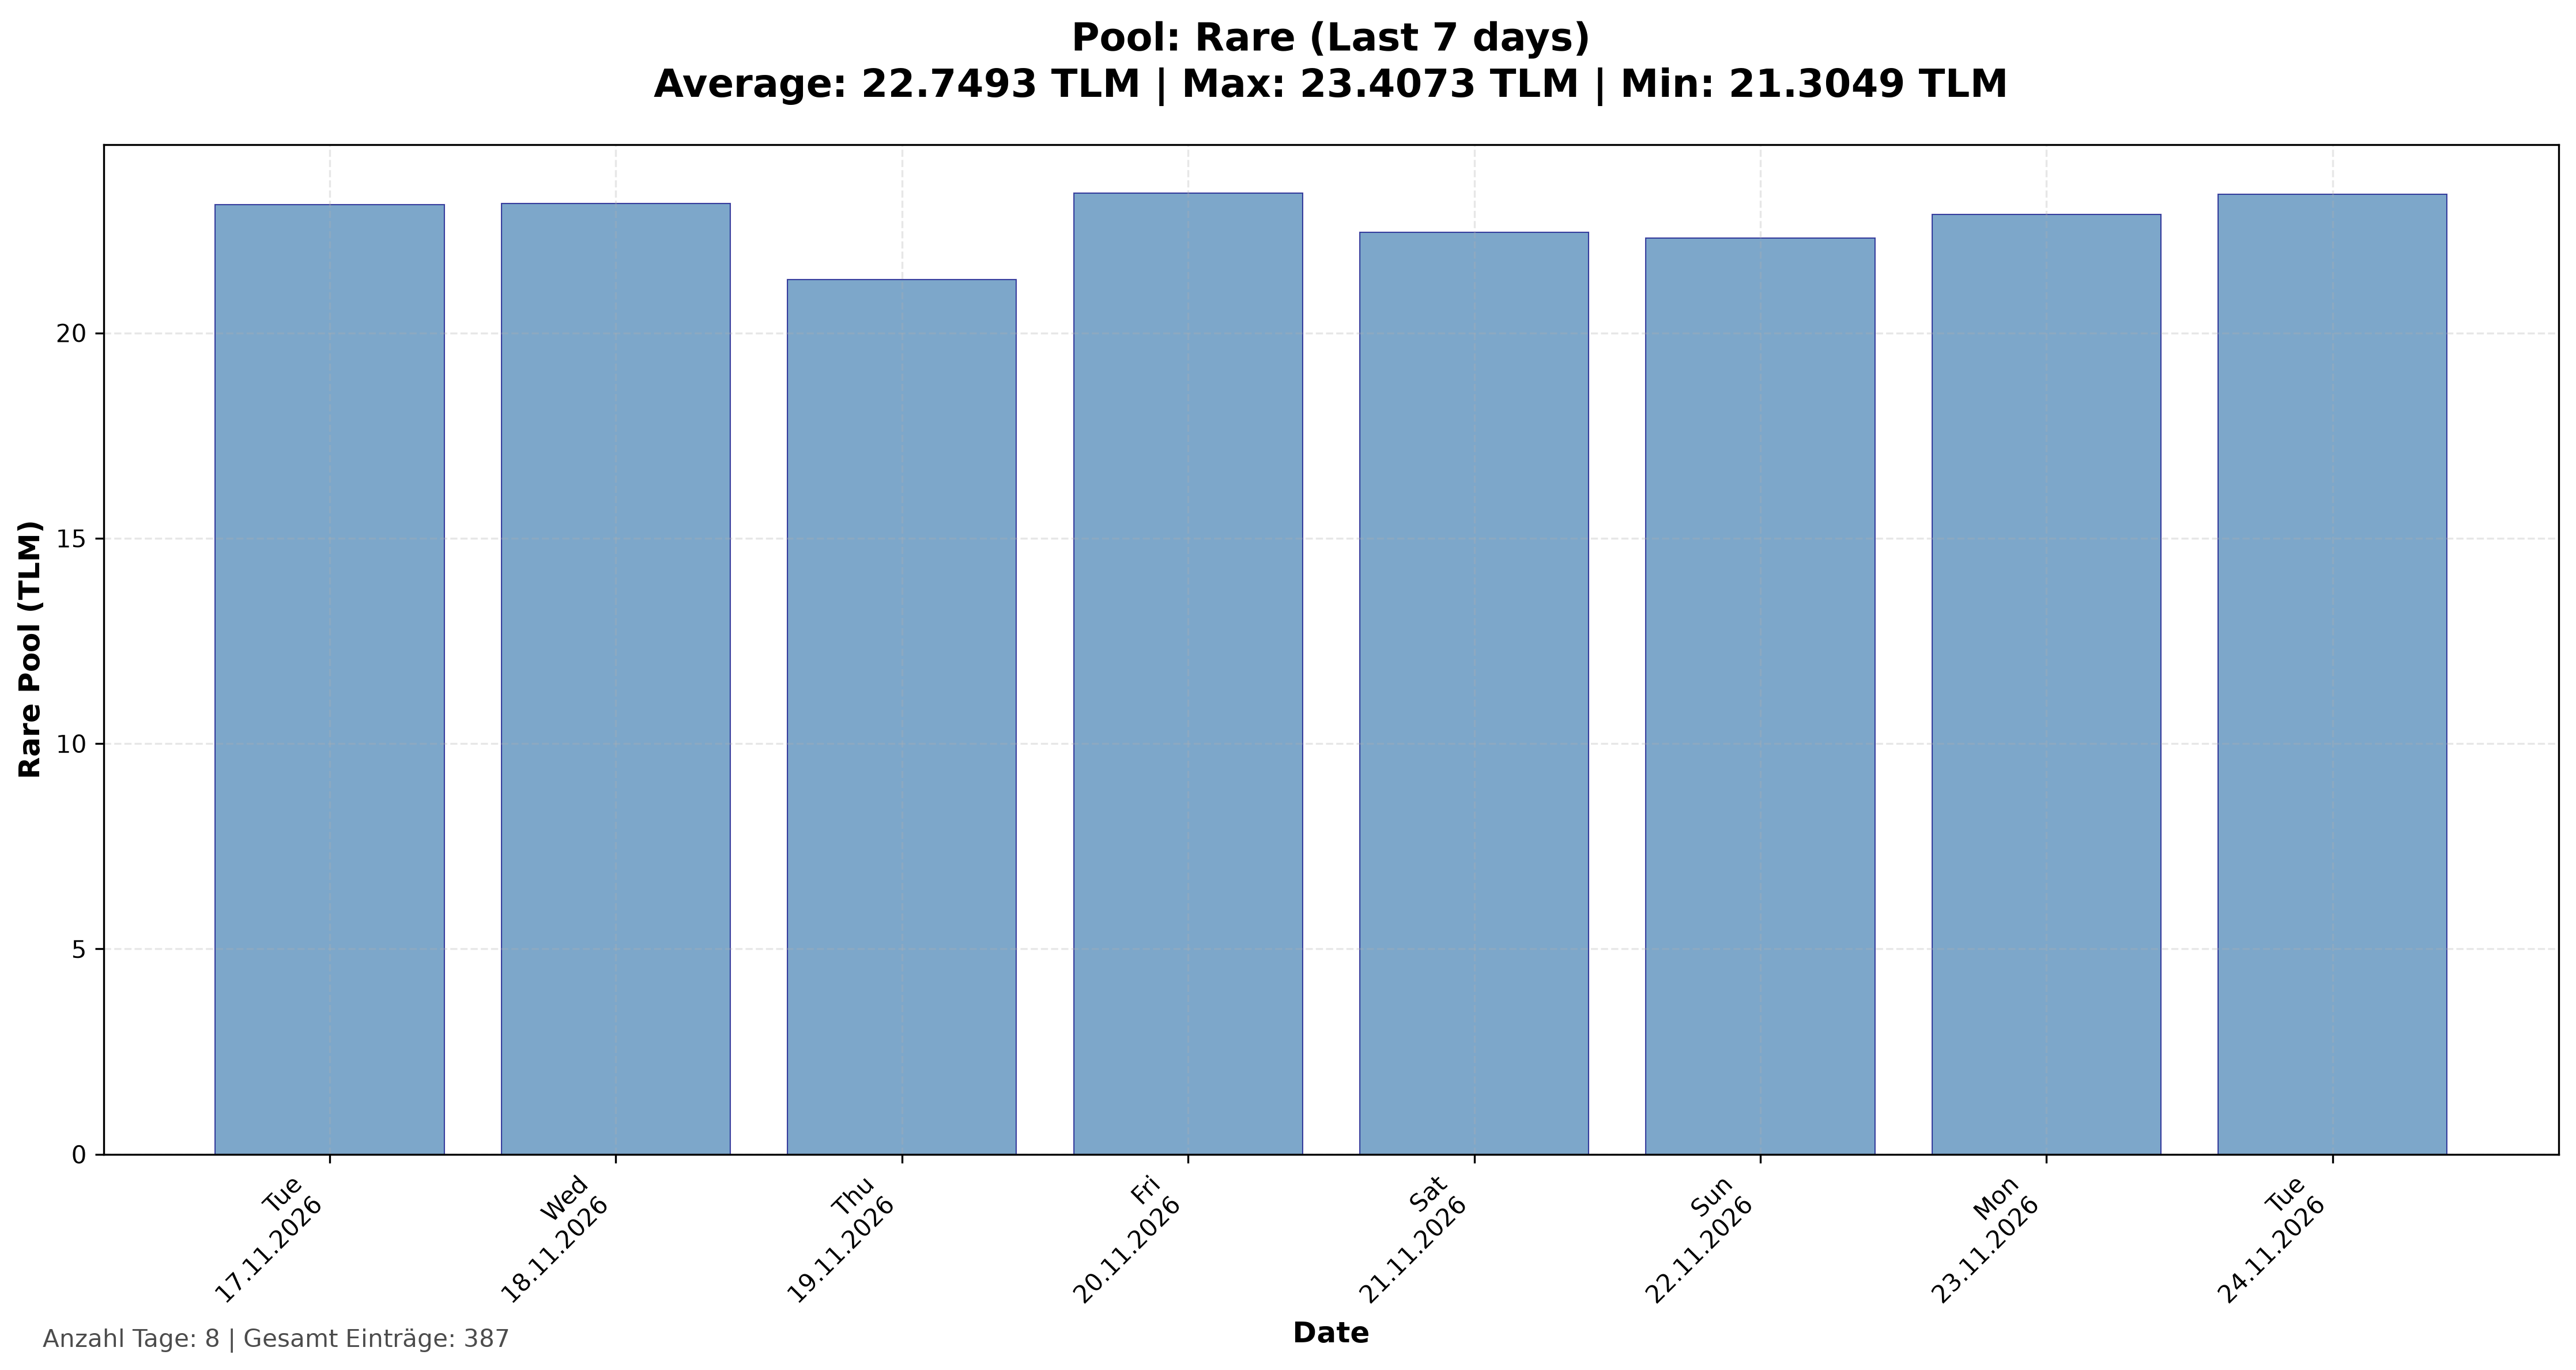 Pool: Rare (Last 7 days)
Average: 22.7493 TLM | Max: 23.4073 TLM | Min: 21.3049 TLM
Rare Pool (TLM)
20
15
10
5
0
Tue
17.11.2026
Wed
18.11.2026
Thu
19.11.2026
Fri
20.11.2026
Sat
21.11.2026
Sun
22.11.2026
Mon
23.11.2026
Tue
24.11.2026
Date
Anzahl Tage: 8 | Gesamt Einträge: 387